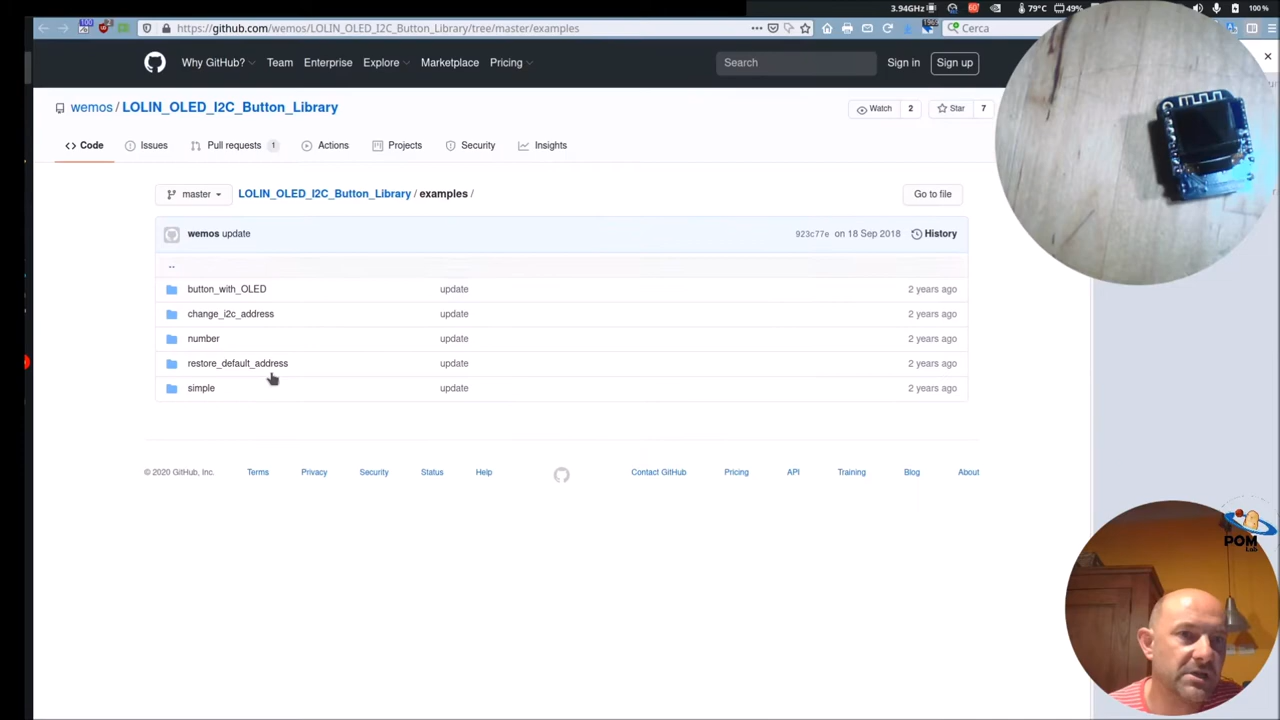 3.94GHz 79°C 49% 100 %
https://github.com/wemos/LOLIN_OLED_I2C_Button_Library/tree/master/examples Cerca
Why GitHub? Team Enterprise Explore Marketplace Pricing Search Sign in Sign up
wemos / LOLIN_OLED_I2C_Button_Library Watch 2 Star 7
Code Issues Pull requests 1 Actions Projects Security Insights
master LOLIN_OLED_I2C_Button_Library / examples / Go to file
wemos update 923c77e on 18 Sep 2018 History
..
button_with_OLED update 2 years ago
change_i2c_address update 2 years ago
number update 2 years ago
restore_default_address update 2 years ago
simple update 2 years ago
© 2020 GitHub, Inc. Terms Privacy Security Status Help Contact GitHub Pricing API Training Blog About
POM
Lab